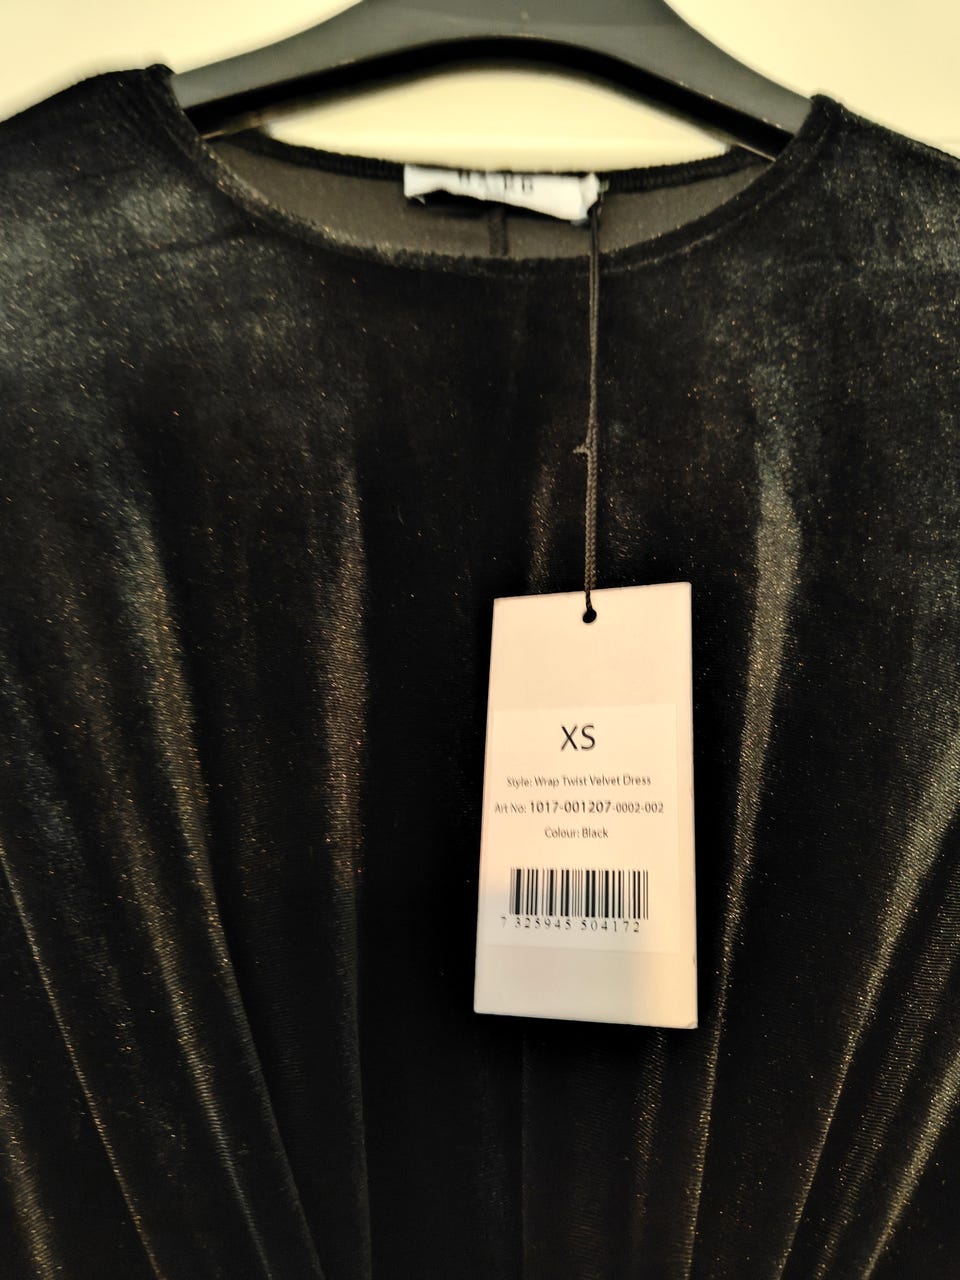 XS
Style: Wrap Twist Velvet Dress
Art No: 1017-001207-0002-002
Colour: Black
7 325945 504172